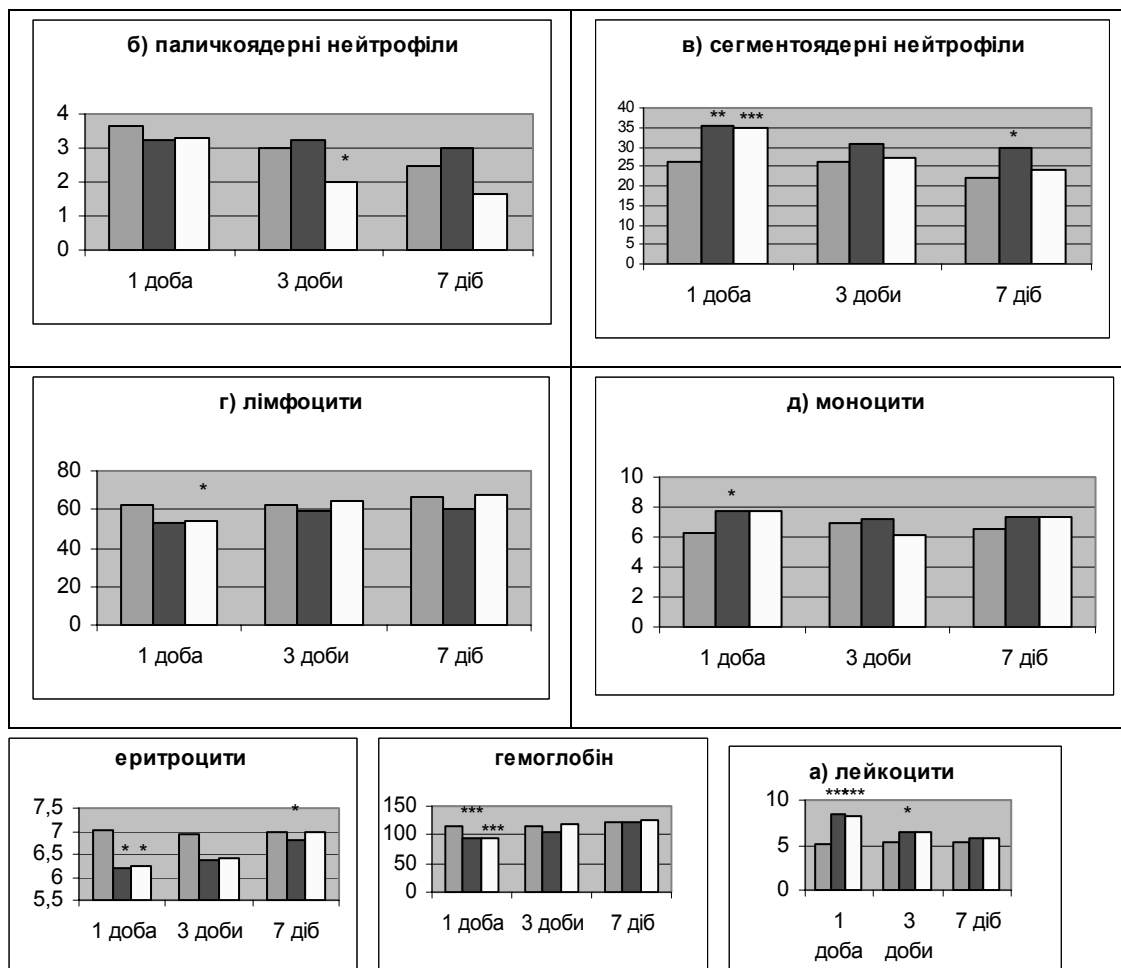 б) паличкоядерні нейтрофіли
4
3
2
1
0
*
1 доба 3 доби 7 діб
в) сегментоядерні нейтрофіли
40
35
30
25
20
15
10
5
0
** *** *
1 доба 3 доби 7 діб
г) лімфоцити
80
60
40
20
0
*
1 доба 3 доби 7 діб
д) моноцити
10
8
6
4
2
0
*
1 доба 3 доби 7 діб
еритроцити
7,5
7
6,5
6
5,5
* * *
1 доба 3 доби 7 діб
гемоглобін
150
100
50
0
***
***
1 доба 3 доби 7 діб
а) лейкоцити
10
5
0
******
*
1 3 7 діб
доба доби